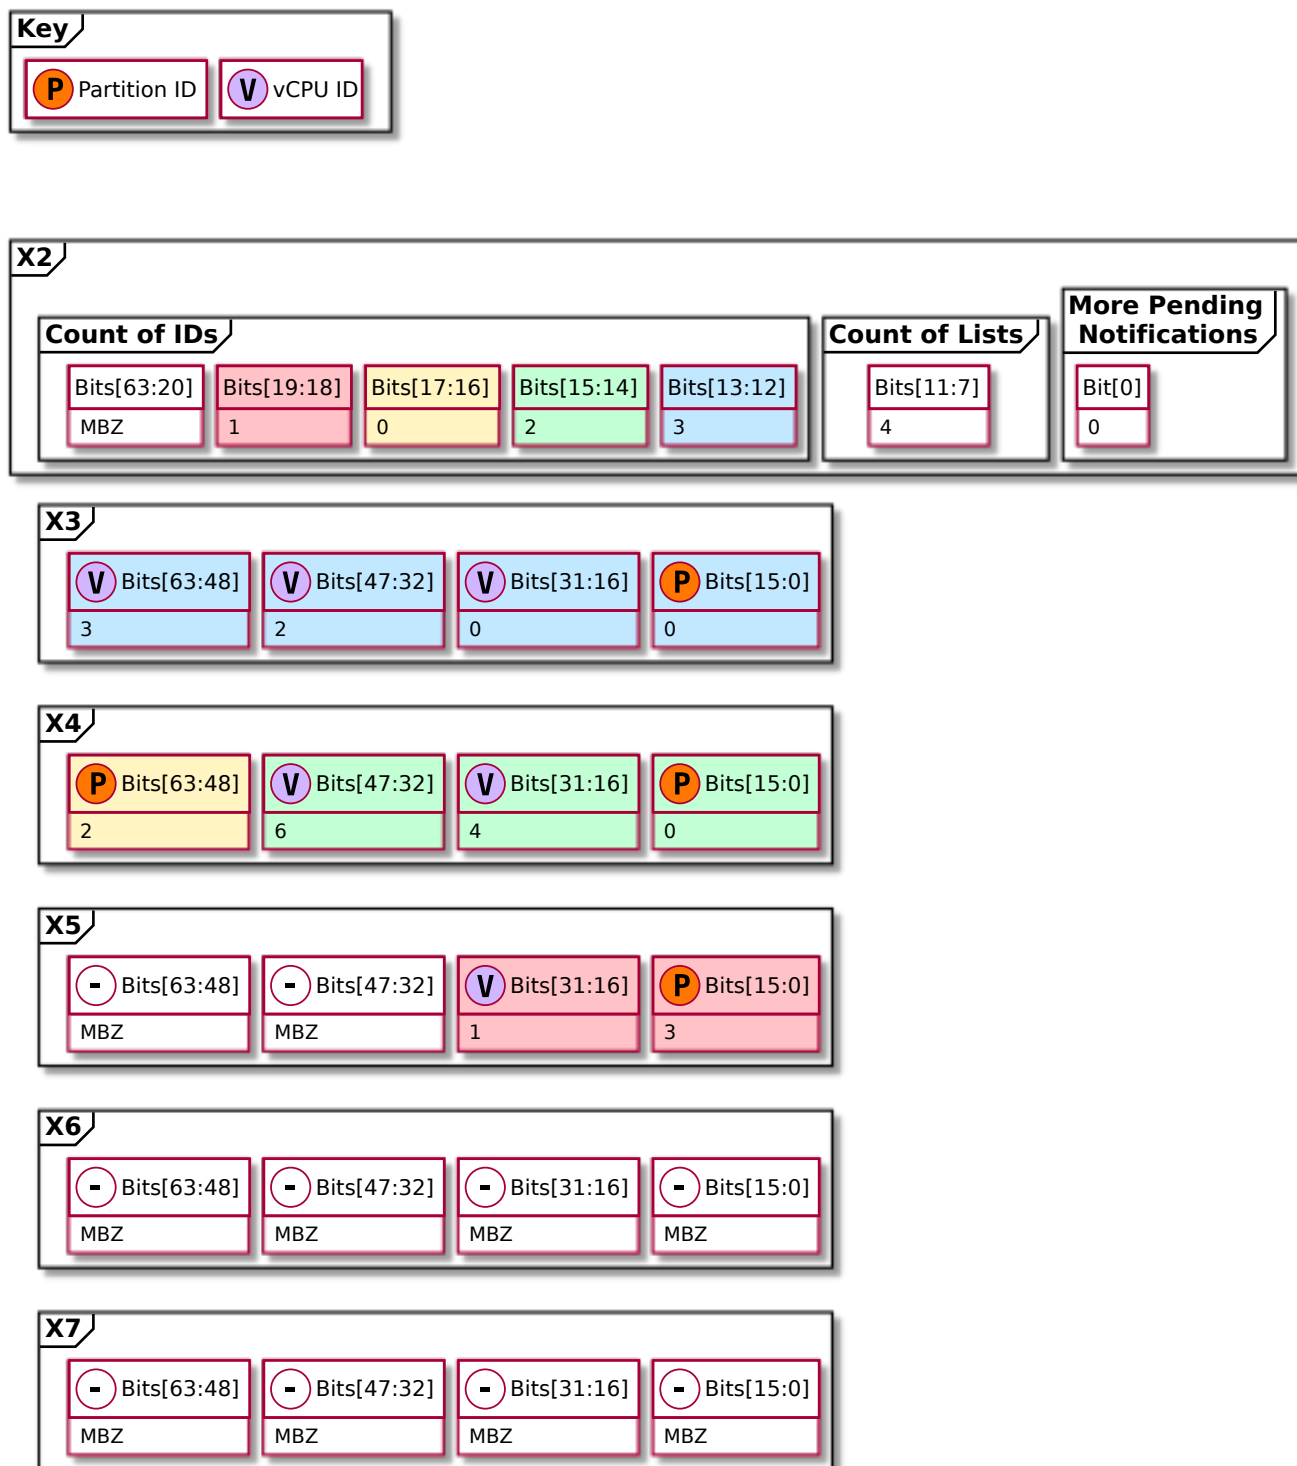 Key
P Partition ID V vCPU ID
X2
Count of IDs
Bits[63:20] Bits[19:18] Bits[17:16] Bits[15:14] Bits[13:12]
MBZ 1 0 2 3
Count of Lists
Bits[11:7]
4
More Pending
Notifications
Bit[0]
0
X3
V Bits[63:48] V Bits[47:32] V Bits[31:16] P Bits[15:0]
3 2 0 0
X4
P Bits[63:48] V Bits[47:32] V Bits[31:16] P Bits[15:0]
2 6 4 0
X5
- Bits[63:48] - Bits[47:32] V Bits[31:16] P Bits[15:0]
MBZ MBZ 1 3
X6
- Bits[63:48] - Bits[47:32] - Bits[31:16] - Bits[15:0]
MBZ MBZ MBZ MBZ
X7
- Bits[63:48] - Bits[47:32] - Bits[31:16] - Bits[15:0]
MBZ MBZ MBZ MBZ